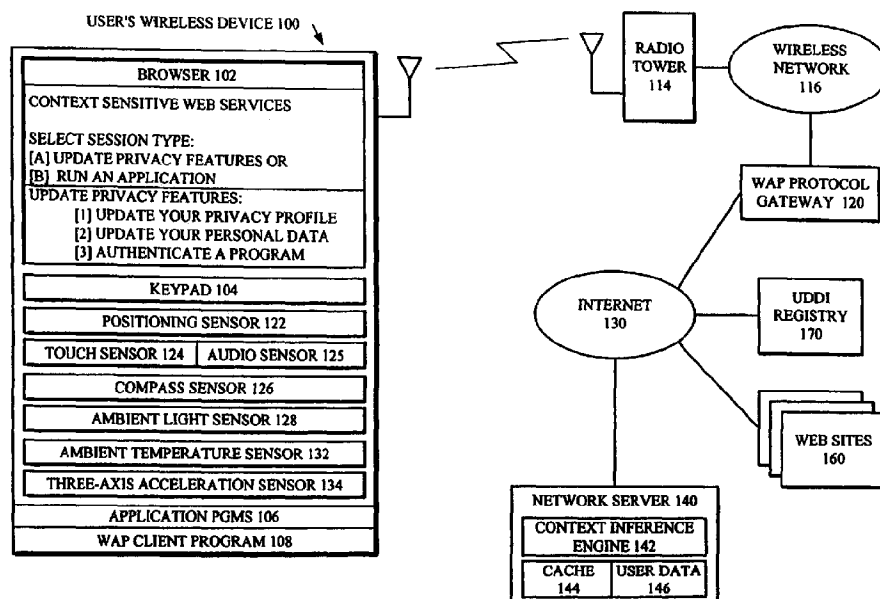 USER'S WIRELESS DEVICE 100
BROWSER 102
CONTEXT SENSITIVE WEB SERVICES
SELECT SESSION TYPE:
[A] UPDATE PRIVACY FEATURES OR
[B] RUN AN APPLICATION
UPDATE PRIVACY FEATURES:
[1] UPDATE YOUR PRIVACY PROFILE
[2] UPDATE YOUR PERSONAL DATA
[3] AUTHENTICATE A PROGRAM
KEYPAD 104
POSITIONING SENSOR 122
TOUCH SENSOR 124
AUDIO SENSOR 125
COMPASS SENSOR 126
AMBIENT LIGHT SENSOR 128
AMBIENT TEMPERATURE SENSOR 132
THREE-AXIS ACCELERATION SENSOR 134
APPLICATION PGMS 106
WAP CLIENT PROGRAM 108
RADIO
TOWER
114
WIRELESS
NETWORK
116
WAP PROTOCOL
GATEWAY 120
INTERNET
130
UDDI
REGISTRY
170
WEB SITES
160
NETWORK SERVER 140
CONTEXT INFERENCE
ENGINE 142
CACHE
144
USER DATA
146